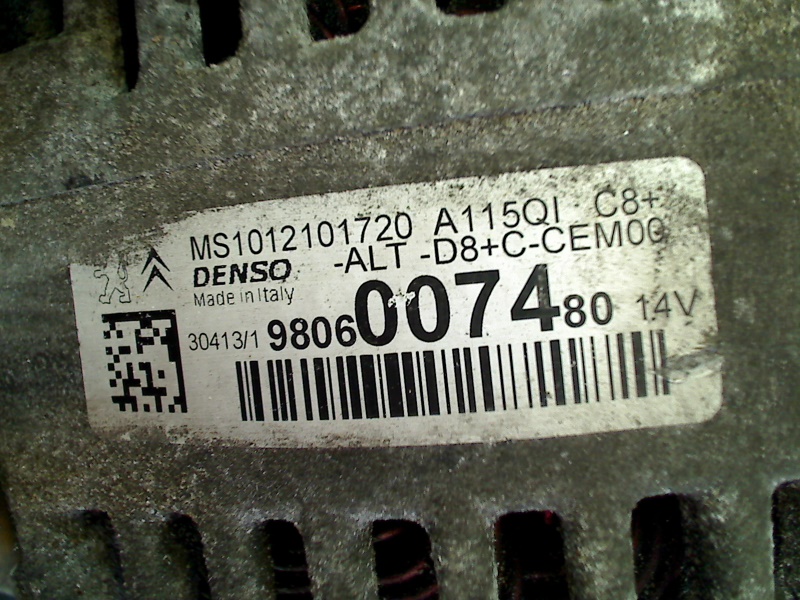 MS1012101720 A115QI C8+
DENSO -ALT -D8+C-CEM00
Made in Italy
30413/1 9806007480 14V